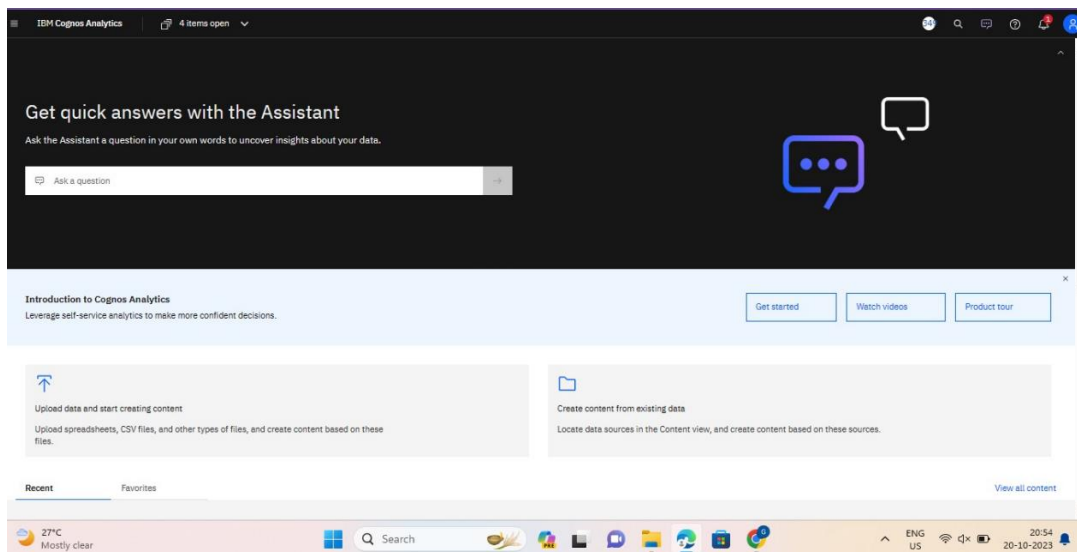 IBM Cognos Analytics
4 items open
1
Get quick answers with the Assistant
Ask the Assistant a question in your own words to uncover insights about your data.
Ask a question
Introduction to Cognos Analytics
Leverage self-service analytics to make more confident decisions.
Get started
Watch videos
Product tour
Upload data and start creating content
Upload spreadsheets, CSV files, and other types of files, and create content based on these
files.
Create content from existing data
Locate data sources in the Content view, and create content based on these sources.
Recent
Favorites
View all content
27°C
Mostly clear
Search
PRE
ENG
US
20:54
20-10-2023